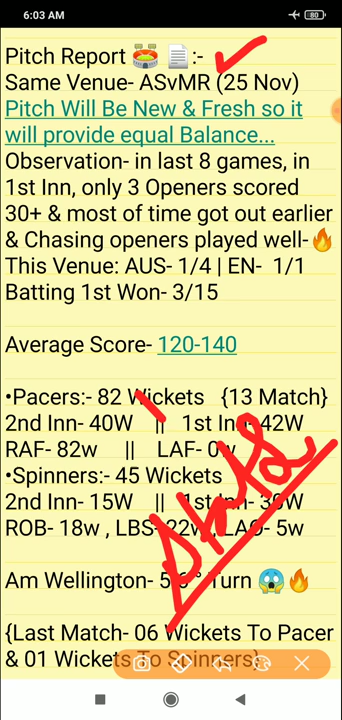 6:03 AM 80
Pitch Report 🏟 📄:-
Same Venue- ASvMR (25 Nov)
Pitch Will Be New & Fresh so it
will provide equal Balance...
Observation- in last 8 games, in
1st Inn, only 3 Openers scored
30+ & most of time got out earlier
& Chasing openers played well-🔥
This Venue: AUS- 1/4 | EN- 1/1
Batting 1st Won- 3/15
Average Score- 120-140
•Pacers:- 82 Wickets {13 Match}
2nd Inn- 40W || 1st Inn- 42W
RAF- 82w || LAF- 0w
•Spinners:- 45 Wickets
2nd Inn- 15W || 1st Inn- 30W
ROB- 18w , LBS- 22w , LAO- 5w
Am Wellington- 5.6° Turn 😱🔥
{Last Match- 06 Wickets To Pacer
& 01 Wickets To Spinners}